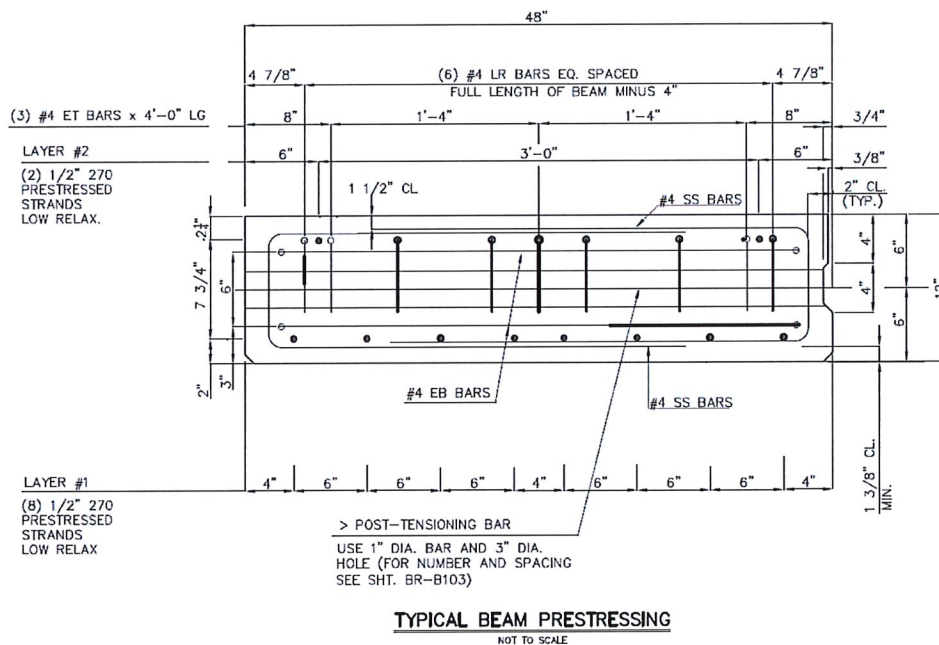 48"
4 7/8"
(6) #4 LR BARS EQ. SPACED
FULL LENGTH OF BEAM MINUS 4"
4 7/8"
(3) #4 ET BARS x 4'-0" LG
8"
1'-4"
1'-4"
8"
3/4"
LAYER #2
(2) 1/2" 270
PRESTRESSED
STRANDS
LOW RELAX.
6"
3'-0"
6"
3/8"
1 1/2" CL
#4 SS BARS
2" CL.
(TYP.)
2 1/4"
7 3/4"
6"
2"
3"
4"
4"
6"
6"
12"
#4 EB BARS
#4 SS BARS
1 3/8" CL.
MIN.
LAYER #1
(8) 1/2" 270
PRESTRESSED
STRANDS
LOW RELAX
4"
6"
6"
6"
4"
6"
6"
6"
4"
> POST-TENSIONING BAR
USE 1" DIA. BAR AND 3" DIA.
HOLE (FOR NUMBER AND SPACING
SEE SHT. BR-B103)
TYPICAL BEAM PRESTRESSING
NOT TO SCALE